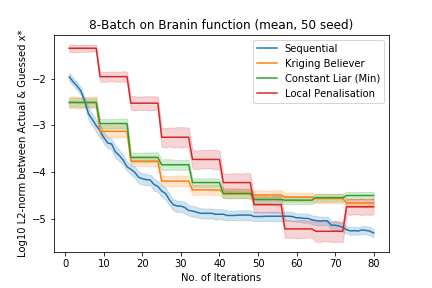 8-Batch on Branin function (mean, 50 seed)
Log10 L2-norm between Actual & Guessed x*
−2
−3
−4
−5
Sequential
Kriging Believer
Constant Liar (Min)
Local Penalisation
0 10 20 30 40 50 60 70 80
No. of Iterations